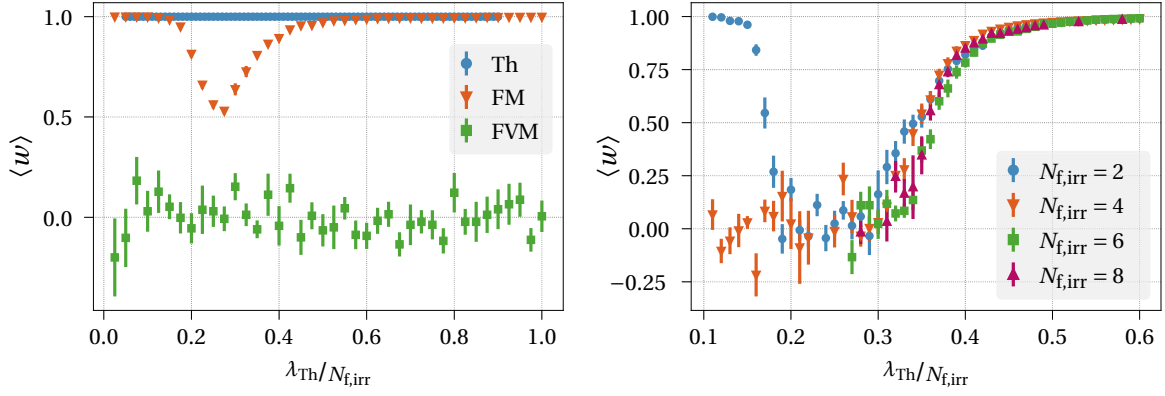 1.00
0.5
0.0
⟨w⟩
Th
FM
FVM
0.0 0.2 0.4 0.6 0.8 1.0
λTh/Nf,irr
1.00
0.75
0.50
0.25
0.00
−0.25
⟨w⟩
Nf,irr = 2
Nf,irr = 4
Nf,irr = 6
Nf,irr = 8
0.1 0.2 0.3 0.4 0.5 0.6
λTh/Nf,irr